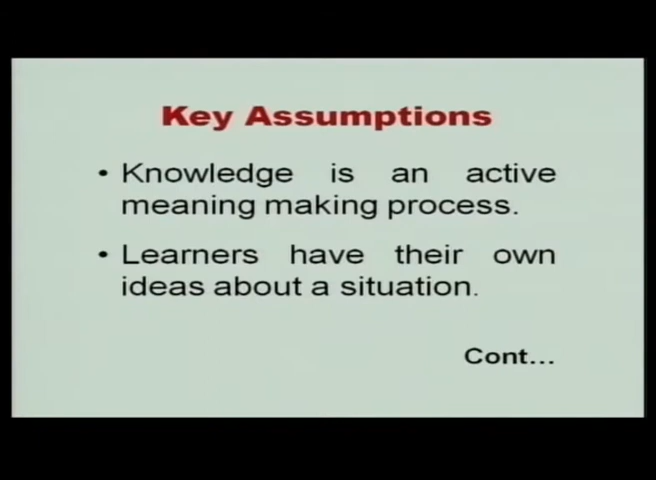 Key Assumptions
• Knowledge is an active
meaning making process.
• Learners have their own
ideas about a situation.
Cont...